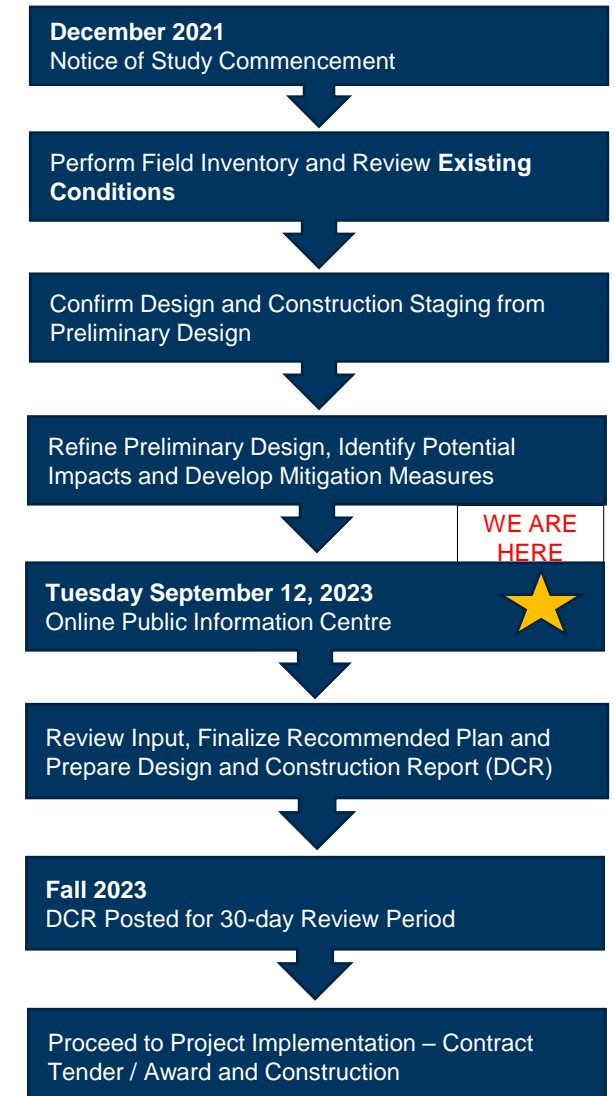 December 2021
Notice of Study Commencement
Perform Field Inventory and Review Existing
Conditions
Confirm Design and Construction Staging from
Preliminary Design
Refine Preliminary Design, Identify Potential
Impacts and Develop Mitigation Measures
WE ARE
HERE
Tuesday September 12, 2023
Online Public Information Centre
Review Input, Finalize Recommended Plan and
Prepare Design and Construction Report (DCR)
Fall 2023
DCR Posted for 30-day Review Period
Proceed to Project Implementation – Contract
Tender / Award and Construction